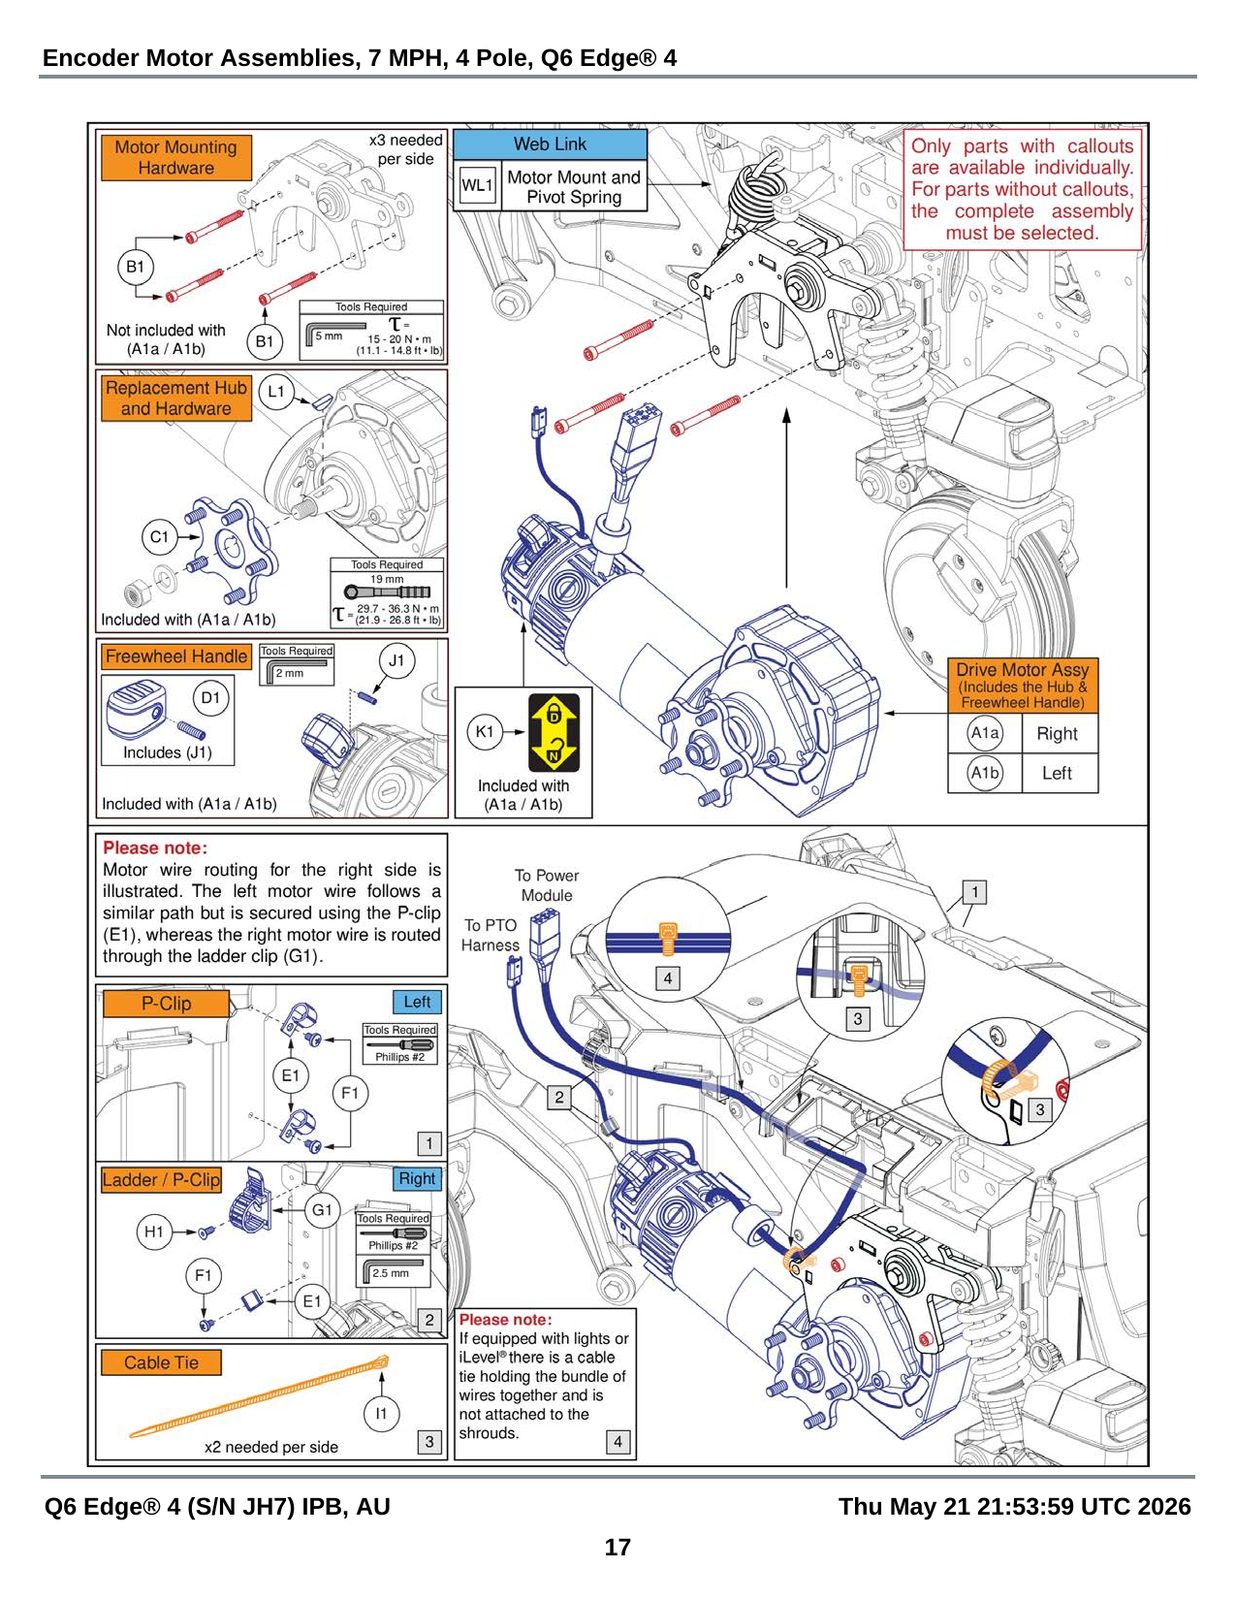 Encoder Motor Assemblies, 7 MPH, 4 Pole, Q6 Edge® 4
Motor Mounting
Hardware
x3 needed
per side
B1
B1
Not included with
(A1a / A1b)
Tools Required
5 mm
τ =
15 - 20 N • m
(11.1 - 14.8 ft • lb)
Web Link
WL1
Motor Mount and
Pivot Spring
Only parts with callouts
are available individually.
For parts without callouts,
the complete assembly
must be selected.
Replacement Hub
and Hardware
L1
C1
Included with (A1a / A1b)
Tools Required
19 mm
τ = 29.7 - 36.3 N • m
(21.9 - 26.8 ft • lb)
Freewheel Handle
Tools Required
2 mm
J1
D1
Includes (J1)
Included with (A1a / A1b)
K1
D
N
Included with
(A1a / A1b)
Drive Motor Assy
(Includes the Hub &
Freewheel Handle)
A1a Right
A1b Left
Please note:
Motor wire routing for the right side is
illustrated. The left motor wire follows a
similar path but is secured using the P-clip
(E1), whereas the right motor wire is routed
through the ladder clip (G1).
To Power
Module
To PTO
Harness
4
3
1
3
2
P-Clip
Left
Tools Required
Phillips #2
E1
F1
1
Ladder / P-Clip
Right
G1
H1
Tools Required
Phillips #2
2.5 mm
F1
E1
2
Cable Tie
I1
x2 needed per side
3
Please note:
If equipped with lights or
iLevel® there is a cable
tie holding the bundle of
wires together and is
not attached to the
shrouds.
4
Q6 Edge® 4 (S/N JH7) IPB, AU
Thu May 21 21:53:59 UTC 2026
17